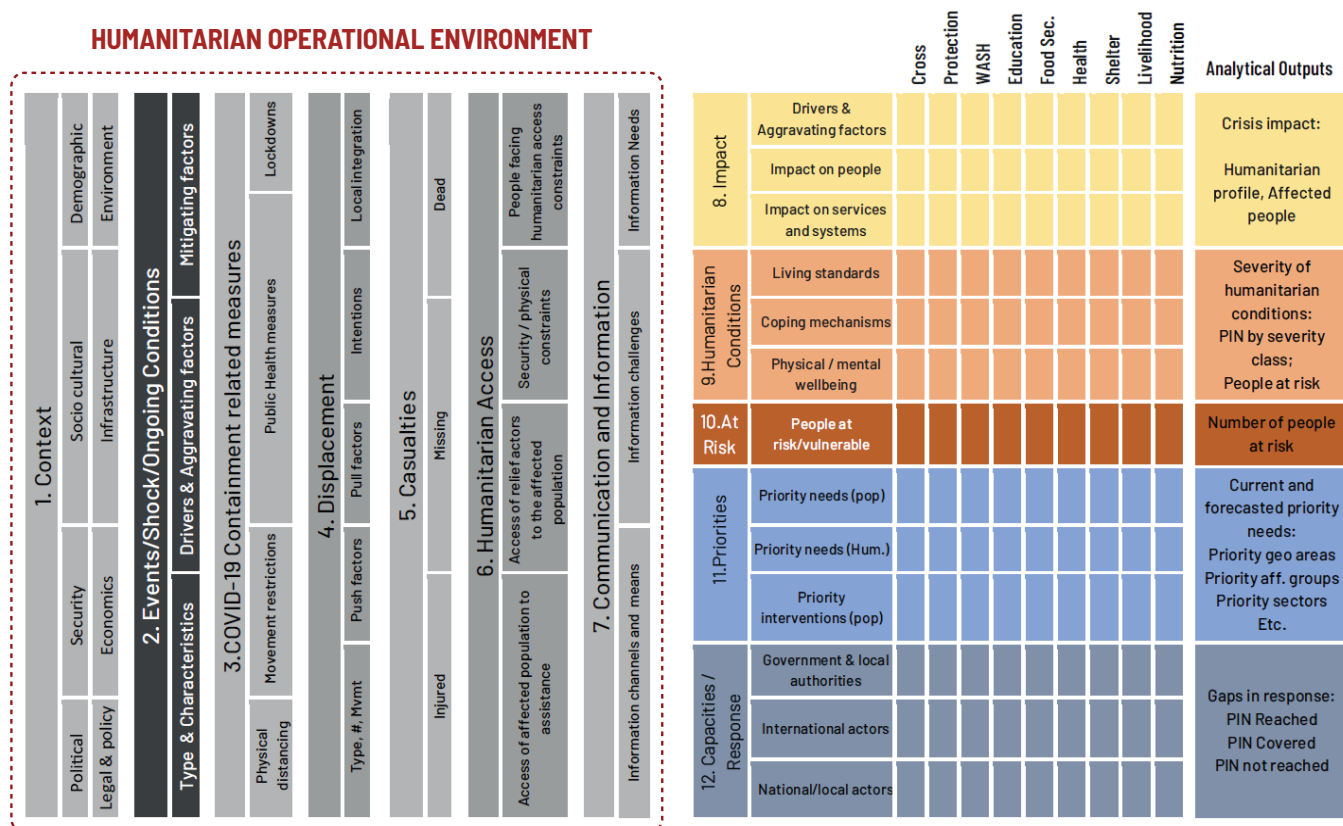 HUMANITARIAN OPERATIONAL ENVIRONMENT
1. Context
Political
Security
Socio cultural
Demographic
Legal & policy
Economics
Infrastructure
Environment
2. Events/Shock/Ongoing Conditions
Type & Characteristics
Drivers & Aggravating factors
Mitigating factors
3.COVID-19 Containment related measures
Physical
distancing
Movement restrictions
Public Health measures
Lockdowns
4. Displacement
Type, #, Mvmt
Push factors
Pull factors
Intentions
Local integration
5. Casualties
Injured
Missing
Dead
6. Humanitarian Access
Access of affected population to
assistance
Access of relief actors
to the affected
population
Security / physical
constraints
People facing
humanitarian access
constraints
7. Communication and Information
Information channels and means
Information challenges
Information Needs
Cross
Protection
WASH
Education
Food Sec.
Health
Shelter
Livelihood
Nutrition
Analytical Outputs
8. Impact
Drivers &
Aggravating factors
Impact on people
Impact on services
and systems
Crisis impact:
Humanitarian
profile, Affected
people
9.Humanitarian
Conditions
Living standards
Coping mechanisms
Physical / mental
wellbeing
Severity of
humanitarian
conditions:
PIN by severity
class;
People at risk
10.At
Risk
People at
risk/vulnerable
Number of people
at risk
11.Priorities
Priority needs (pop)
Priority needs (Hum.)
Priority
interventions (pop)
Current and
forecasted priority
needs:
Priority geo areas
Priority aff. groups
Priority sectors
Etc.
12. Capacities /
Response
Government & local
authorities
International actors
National/local actors
Gaps in response:
PIN Reached
PIN Covered
PIN not reached